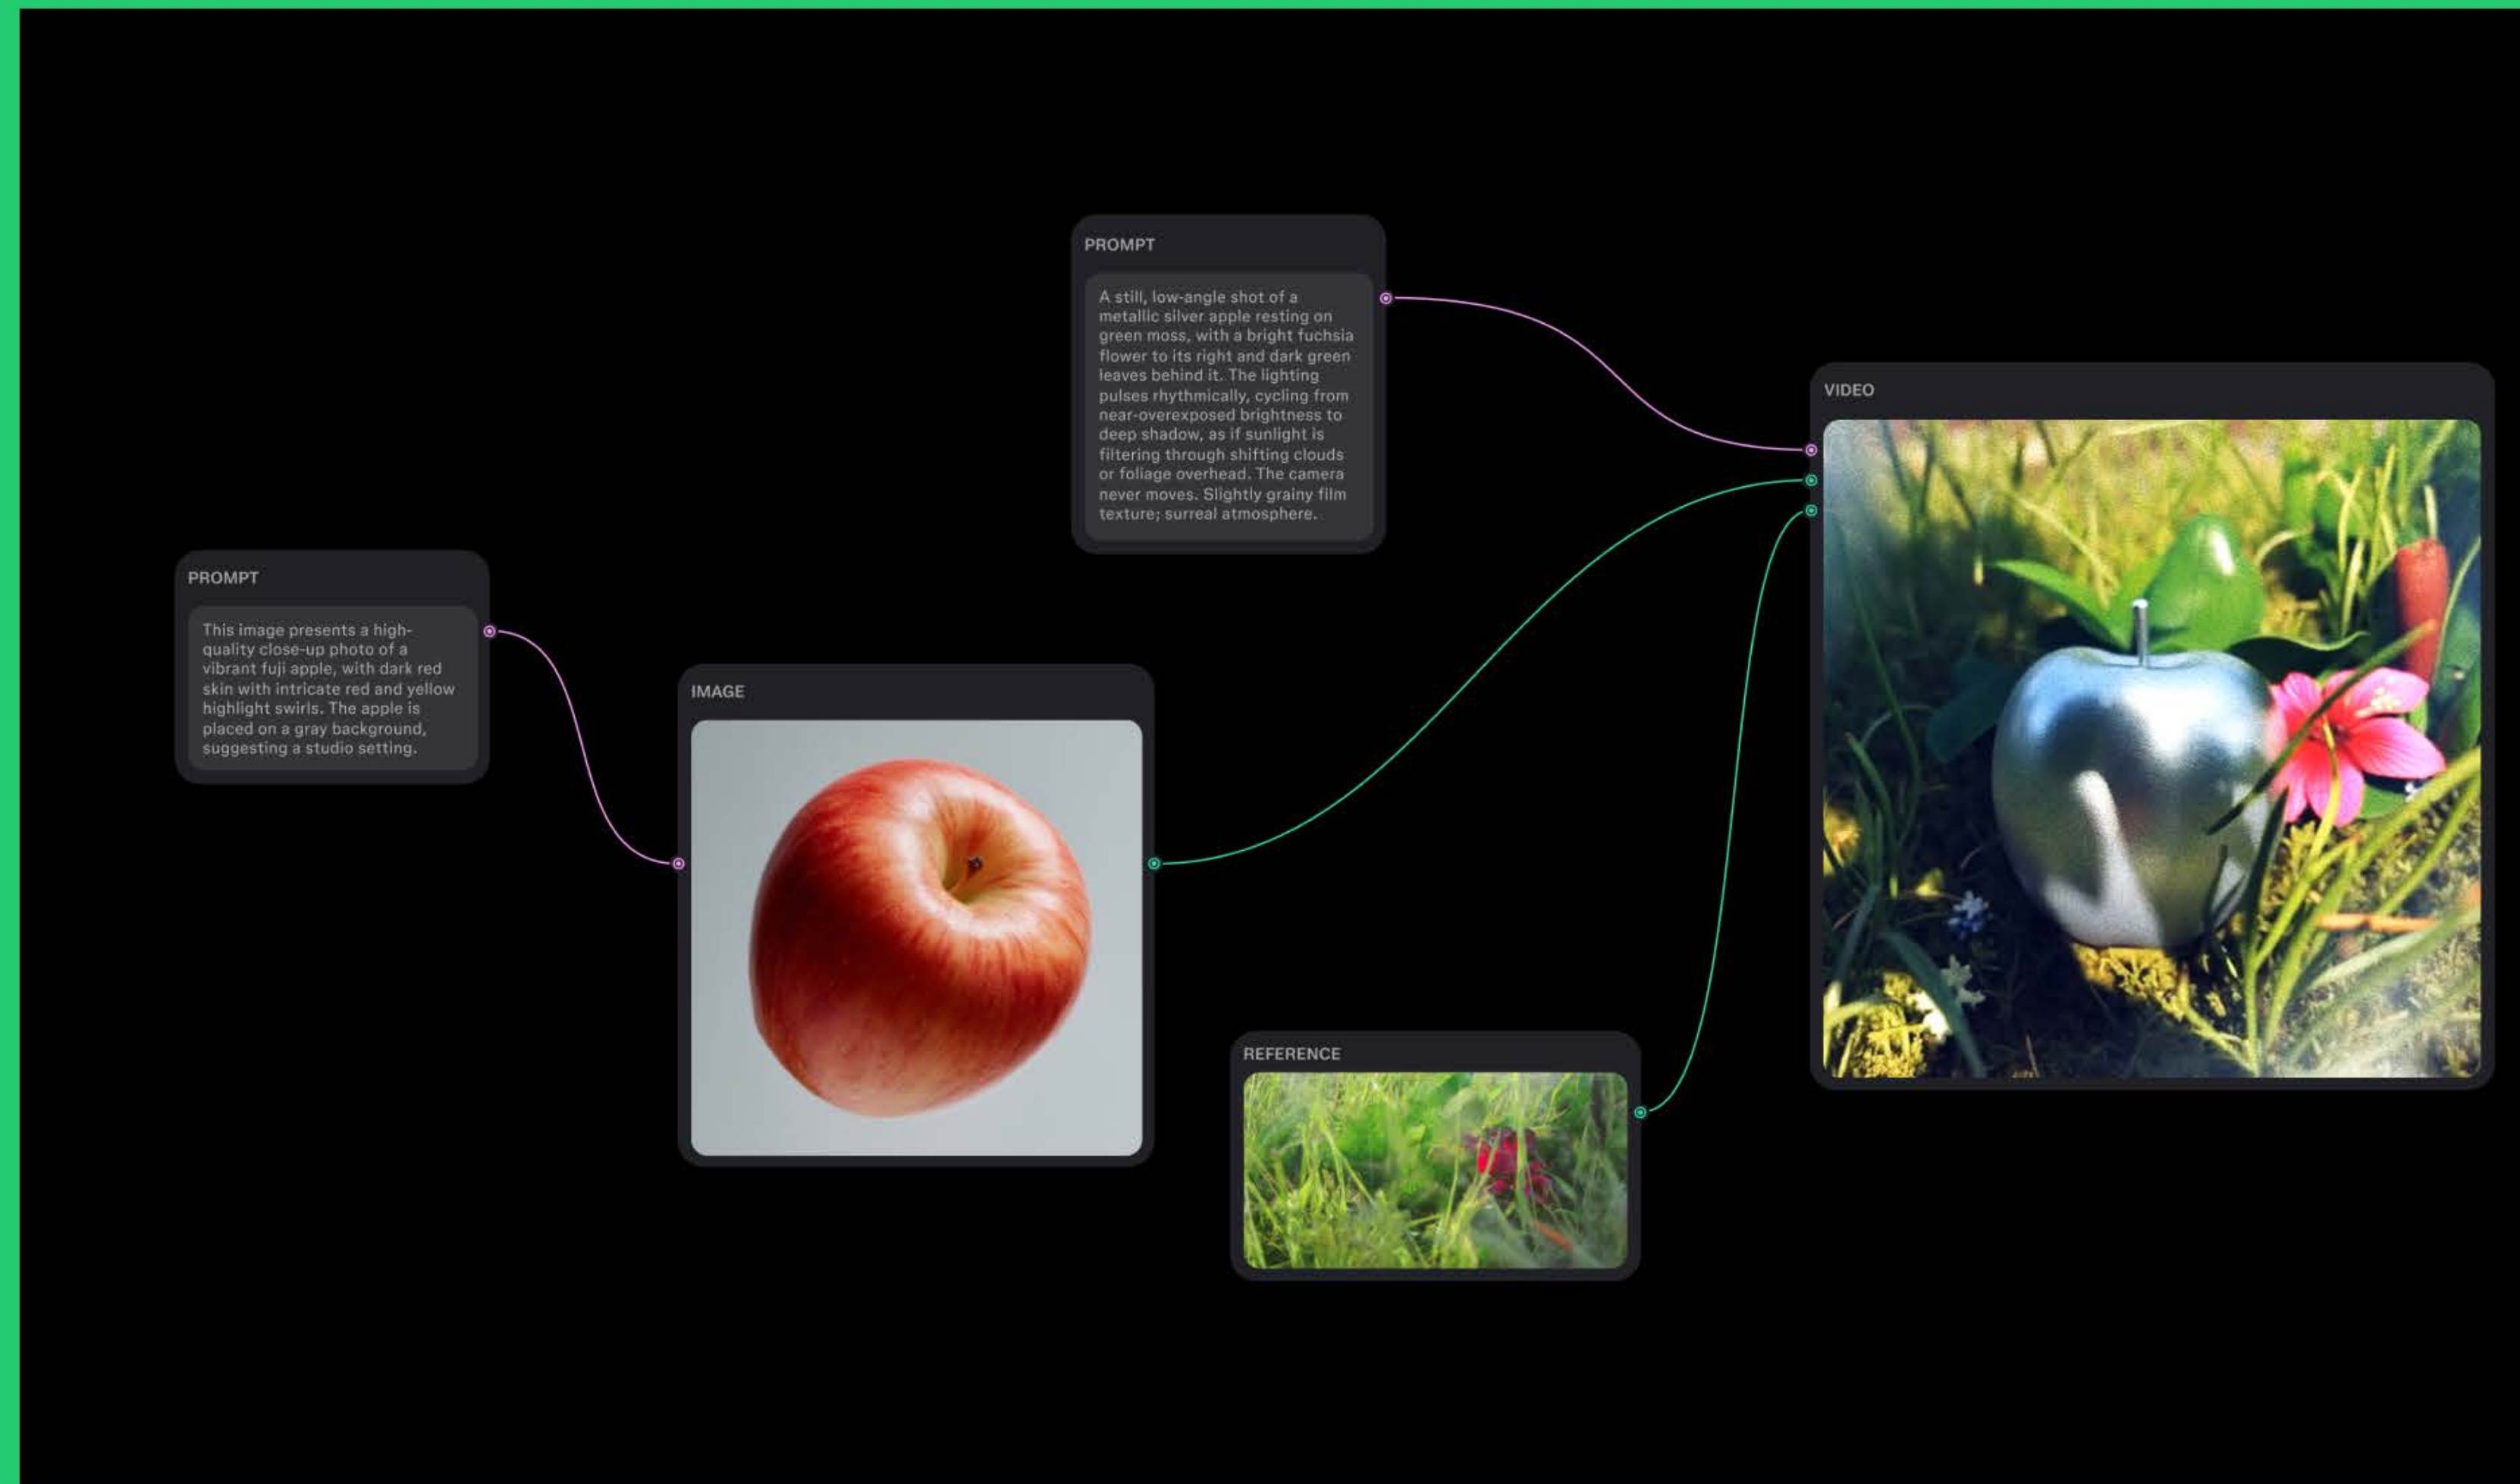 PROMPT
This image presents a high-
quality close-up photo of a
vibrant fuji apple, with dark red
skin with intricate red and yellow
highlight swirls. The apple is
placed on a gray background,
suggesting a studio setting.
IMAGE
PROMPT
A still, low-angle shot of a
metallic silver apple resting on
green moss, with a bright fuchsia
flower to its right and dark green
leaves behind it. The lighting
pulses rhythmically, cycling from
near-overexposed brightness to
deep shadow, as if sunlight is
filtering through shifting clouds
or foliage overhead. The camera
never moves. Slightly grainy film
texture; surreal atmosphere.
REFERENCE
VIDEO